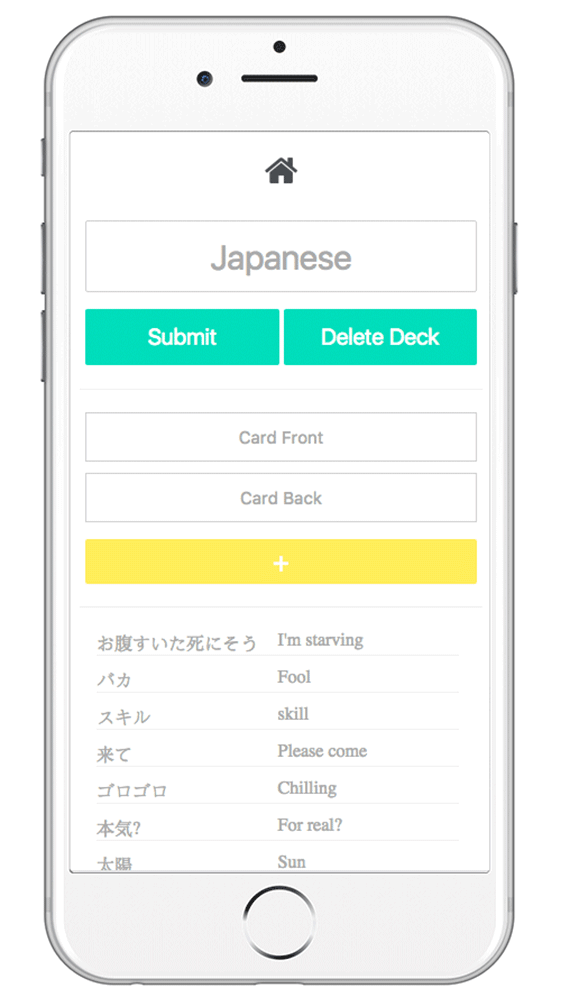 Japanese
Submit Delete Deck
Card Front
Card Back
+
お腹すいた死にそう I'm starving
バカ Fool
スキル skill
来て Please come
ゴロゴロ Chilling
本気? For real?
太陽 Sun